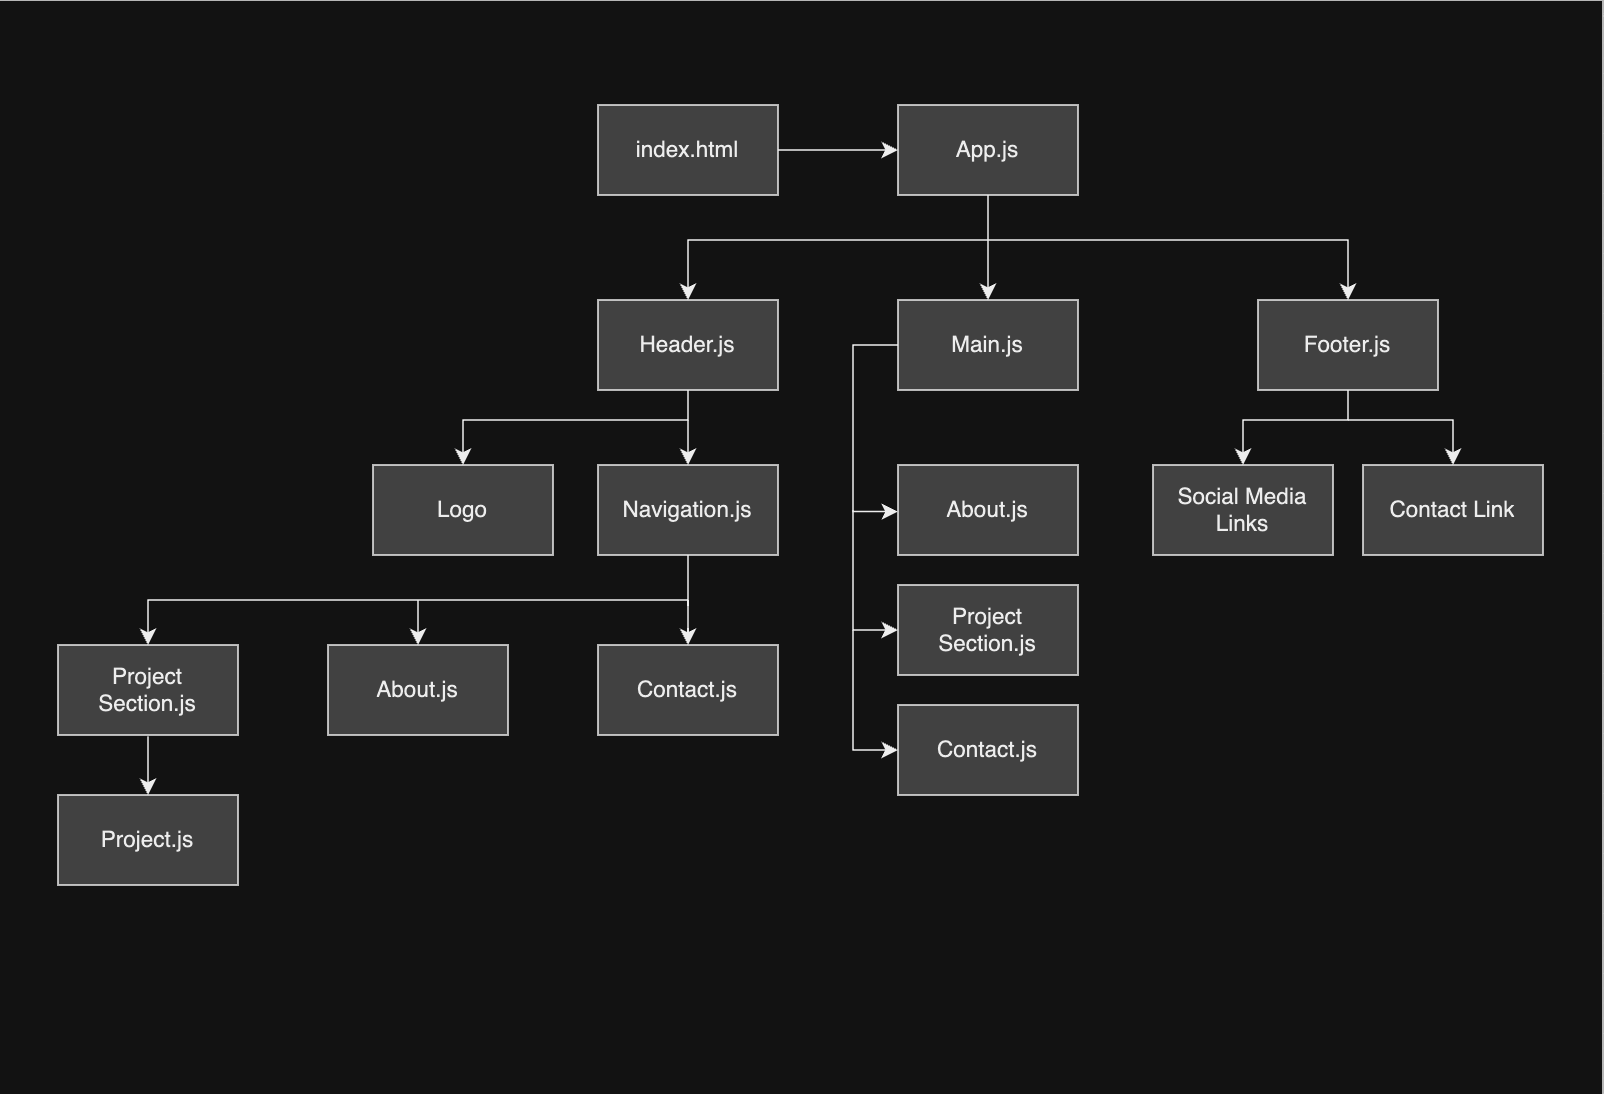 index.html
App.js
Header.js
Main.js
Footer.js
Logo
Navigation.js
About.js
Social Media
Links
Contact Link
Project
Section.js
Project
Section.js
About.js
Contact.js
Contact.js
Project.js